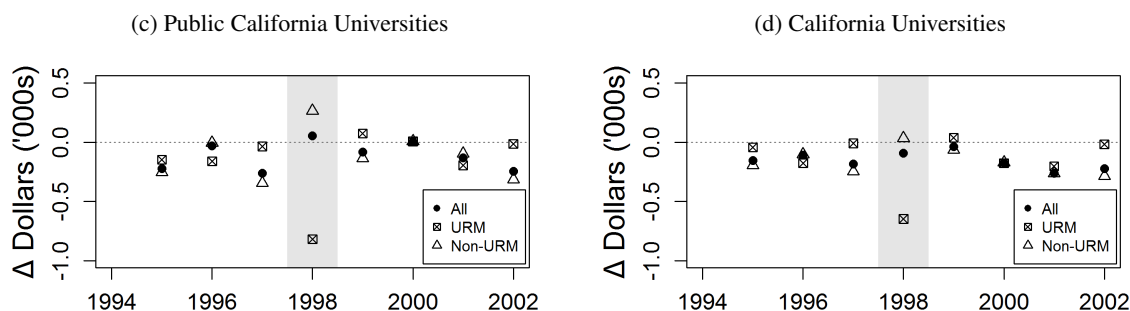 (c) Public California Universities
Δ Dollars ('000s)
0.5
0.0
-0.5
-1.0
All
URM
Non-URM
1994 1996 1998 2000 2002
(d) California Universities
Δ Dollars ('000s)
0.5
0.0
-0.5
-1.0
All
URM
Non-URM
1994 1996 1998 2000 2002